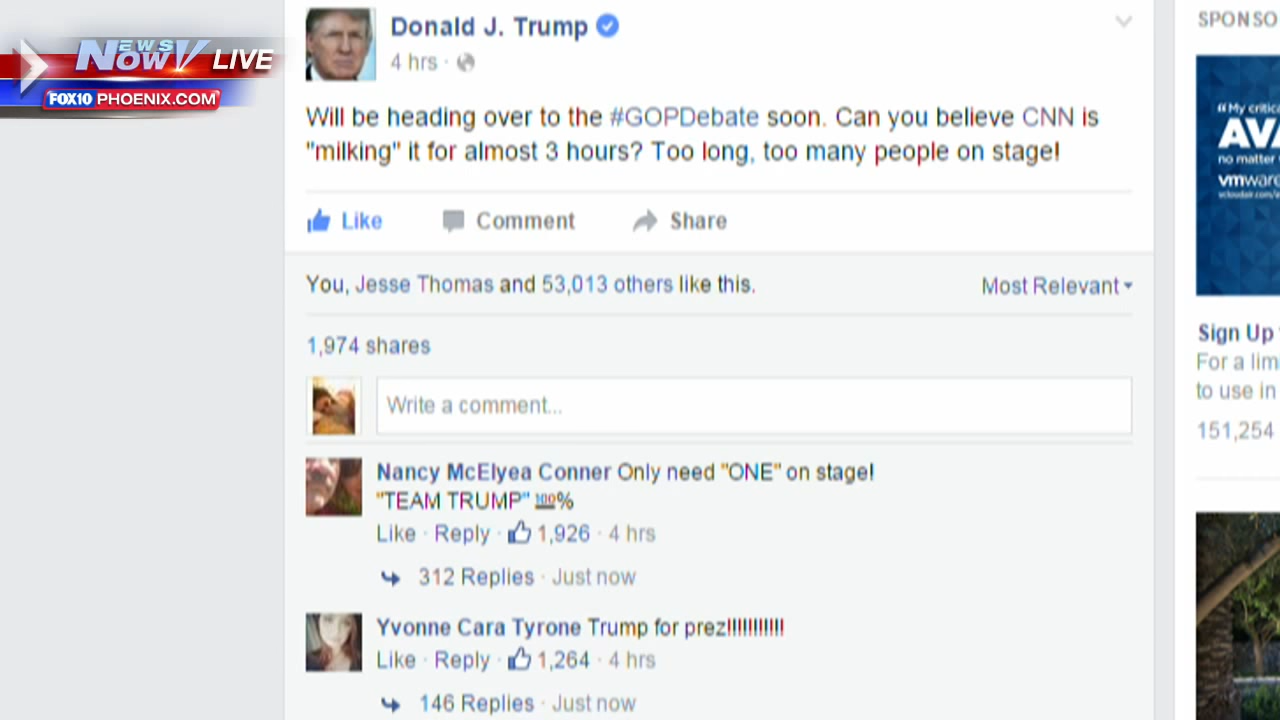 NEWS
NOW LIVE
FOX10 PHOENIX.COM
Donald J. Trump
4 hrs ·
Will be heading over to the #GOPDebate soon. Can you believe CNN is
"milking" it for almost 3 hours? Too long, too many people on stage!
Like Comment Share
You, Jesse Thomas and 53,013 others like this.
Most Relevant
1,974 shares
Write a comment...
Nancy McElyea Conner Only need "ONE" on stage!
"TEAM TRUMP" 💯%
Like · Reply · 1,926 · 4 hrs
312 Replies · Just now
Yvonne Cara Tyrone Trump for prez!!!!!!!!!!!
Like · Reply · 1,264 · 4 hrs
146 Replies · Just now
SPONSO
"My critica
AVA
no matter
vmware
Sign Up
For a lim
to use in
151,254